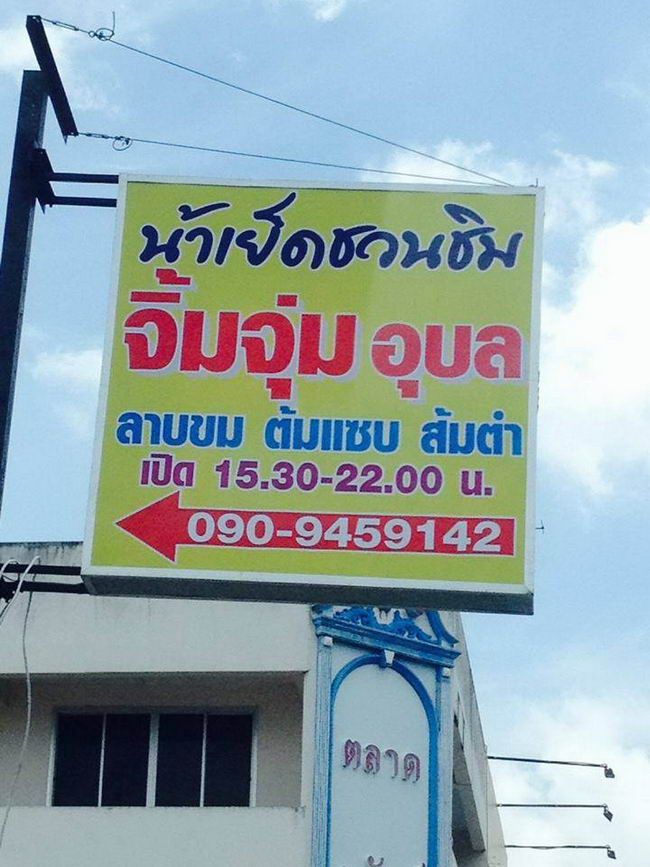 น้าเย็ดชวนชิม
จิ้มจุ่ม อุบล
ลาบขม ต้มแซบ ส้มตำ
เปิด 15.30-22.00 น.
090-9459142
ตลาด